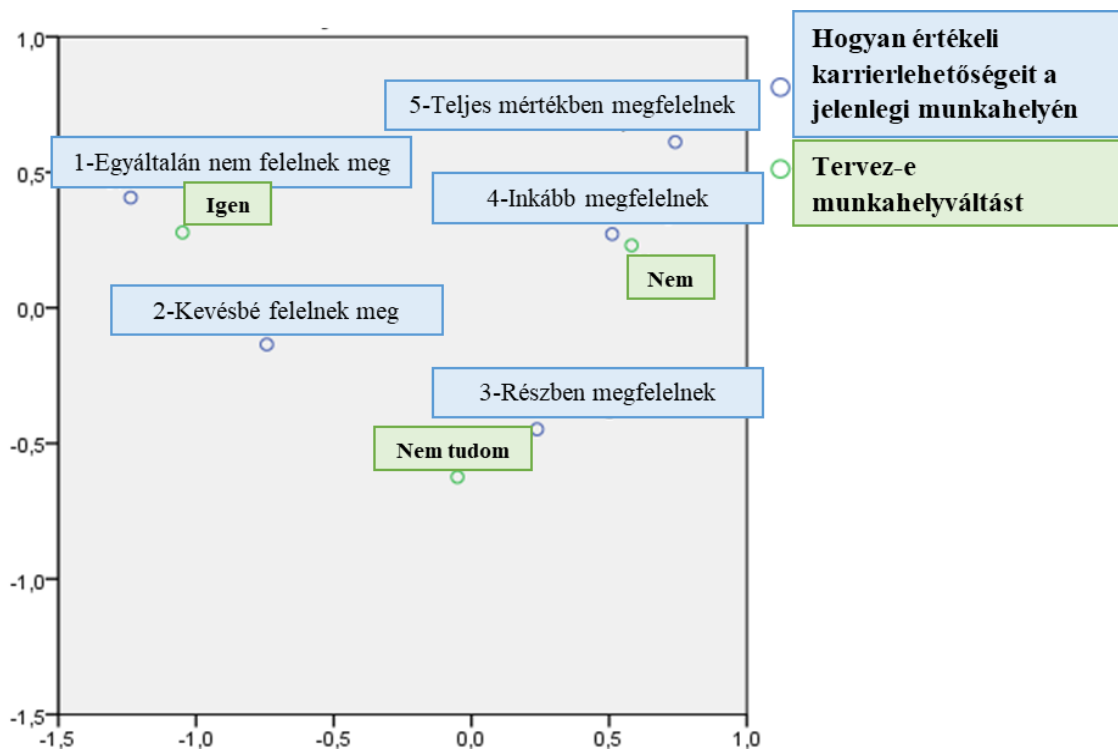 1,0
0,5
0,0
-0,5
-1,0
-1,5
-1,5
-1,0
-0,5
0,0
0,5
1,0
5-Teljes mértékben megfelelnek
1-Egyáltalán nem felelnek meg
Igen
4-Inkább megfelelnek
Nem
2-Kevésbé felelnek meg
3-Részben megfelelnek
Nem tudom
Hogyan értékeli
karrierlehetőségeit a
jelenlegi munkahelyén
Tervez-e
munkahelyváltást